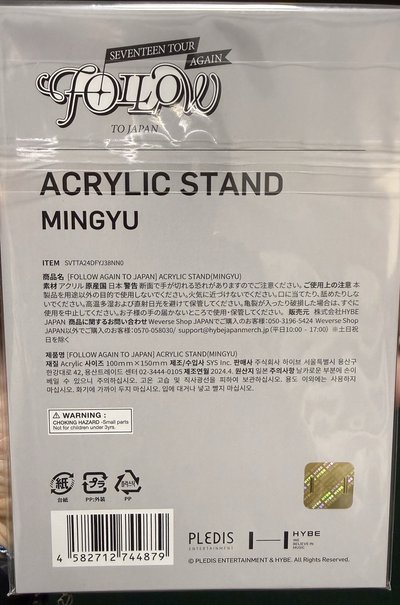 SEVENTEEN TOUR
AGAIN
FOLLOW
TO JAPAN
ACRYLIC STAND
MINGYU
ITEM SVTTA24DFYJ38NN0
商品名 [FOLLOW AGAIN TO JAPAN] ACRYLIC STAND(MINGYU)
素材 アクリル 原産国 日本 警告 断面で手が切れる恐れがありますのでご注意ください。ご使用上の注意 本
製品を用途以外の目的で使用しないでください。火気に近づけないでください。口に当てたり、舐めたりしな
いでください。高温多湿および直射日光を避けて保管してください。亀裂が入ったり破損した場合は、すぐに
使用を中止してください。お子様の手の届かないところで使用・保管してください。 販売元 株式会社HYBE
JAPAN 商品に関するお問い合わせ Weverse Shop JAPANでご購入のお客様 : 050-3196-5424 Weverse Shop
JAPAN以外でご購入のお客様 : 0570-058030/ support@hybejapanmerch.jp (平日10:00 - 17:00) ※土日祝
日を除く
제품명 [FOLLOW AGAIN TO JAPAN] ACRYLIC STAND(MINGYU)
재질 Acrylic 사이즈 100mm×150mm 제조/수입사 SYS Inc. 판매사 주식회사 하이브 서울특별시 용산구
한강대로 42, 용산트레이드 센터 02-3444-0105 제조연월 2024.4. 원산지 일본 주의사항 날카로운 부분에 손이
베일 수 있으니 주의하십시오. 고온 고습 및 직사광선을 피하여 보관하십시오. 용도 이외에는 사용하지
마십시오. 화기에 가까이 두지 마십시오. 입에 대거나 넣고 빨지 마십시오.
WARNING :
CHOKING HAZARD -Small parts
Not for children under 3yrs.
紙
台紙
プラ
PP:外装
플라스틱
PP
4 582712 744879
PLEDIS
ENTERTAINMENT
HYBE
WE
BELIEVE IN
MUSIC
© PLEDIS ENTERTAINMENT & HYBE. All Rights Reserved.